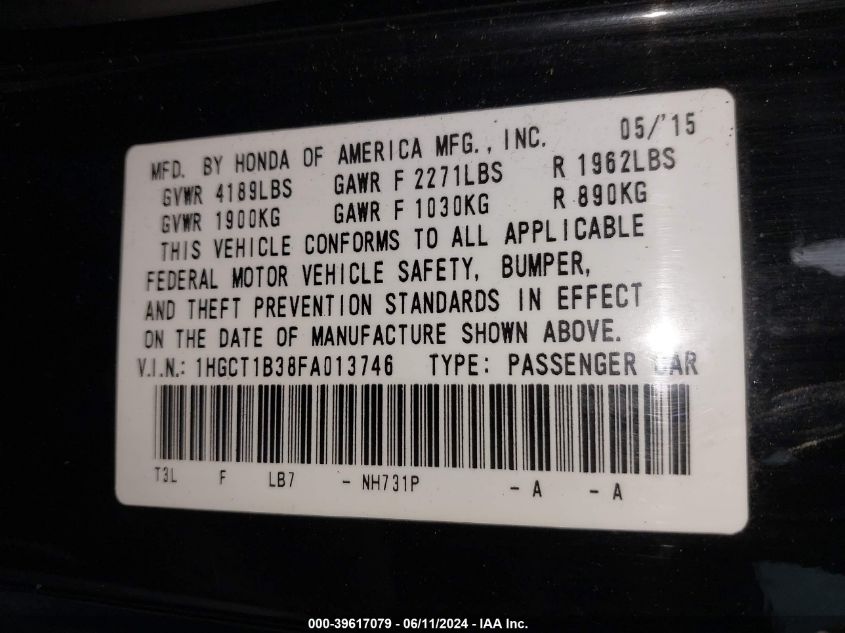 05/'15
MFD. BY HONDA OF AMERICA MFG., INC.
GVWR 4189LBS GAWR F 2271LBS R 1962LBS
GVWR 1900KG GAWR F 1030KG R 890KG
THIS VEHICLE CONFORMS TO ALL APPLICABLE
FEDERAL MOTOR VEHICLE SAFETY, BUMPER,
AND THEFT PREVENTION STANDARDS IN EFFECT
ON THE DATE OF MANUFACTURE SHOWN ABOVE.
V.I.N.: 1HGCT1B38FA013746 TYPE: PASSENGER CAR
T3L F LB7 - NH731P - A - A
000-39617079 - 06/11/2024 - IAA Inc.